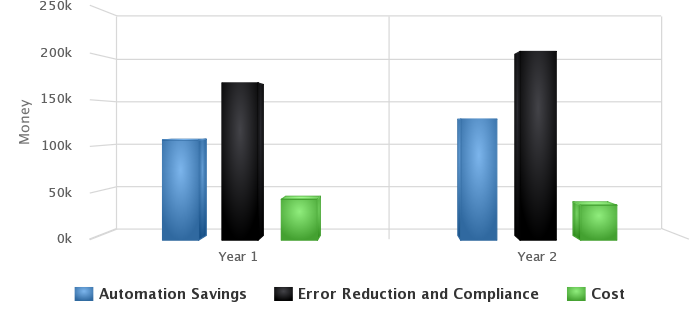 250k
200k
150k
100k
50k
0k
Money
Year 1
Year 2
Automation Savings
Error Reduction and Compliance
Cost